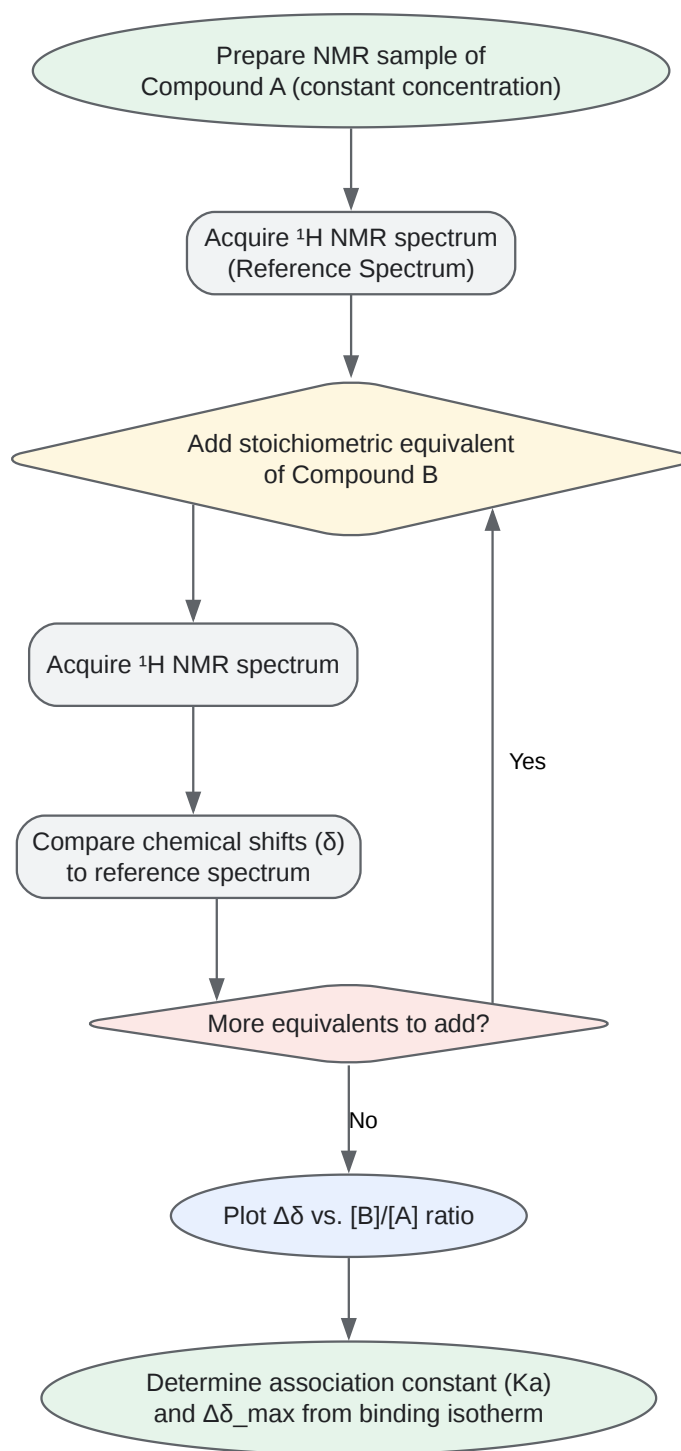 Prepare NMR sample of
Compound A (constant concentration)
Acquire ¹H NMR spectrum
(Reference Spectrum)
Add stoichiometric equivalent
of Compound B
Acquire ¹H NMR spectrum
Yes
Compare chemical shifts (δ)
to reference spectrum
More equivalents to add?
No
Plot Δδ vs. [B]/[A] ratio
Determine association constant (Ka)
and Δδ_max from binding isotherm